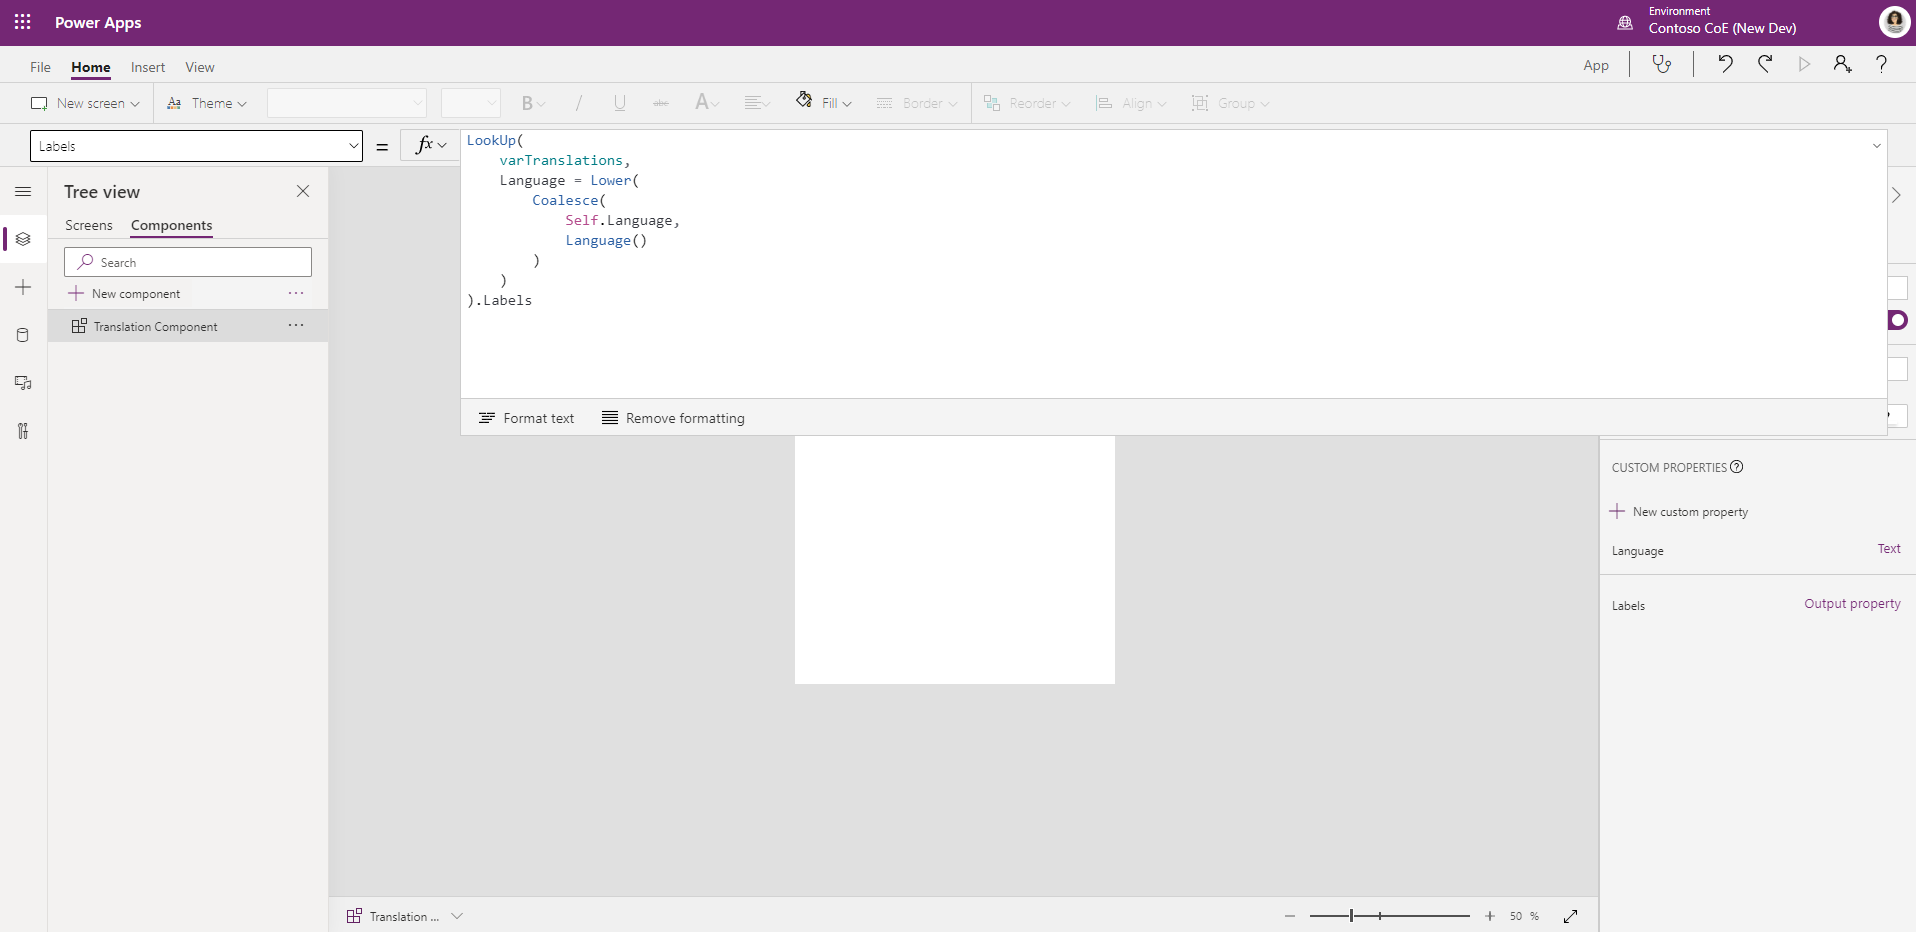 Power Apps
Environment
Contoso CoE (New Dev)
File
Home
Insert
View
App
New screen
Theme
B
abc
A
Fill
Border
Reorder
Align
Group
Labels
=
fx
LookUp(
varTranslations,
Language = Lower(
Coalesce(
Self.Language,
Language()
)
)
).Labels
Format text
Remove formatting
Tree view
Screens
Components
Search
New component
Translation Component
CUSTOM PROPERTIES
New custom property
Language
Text
Labels
Output property
Translation ...
50 %